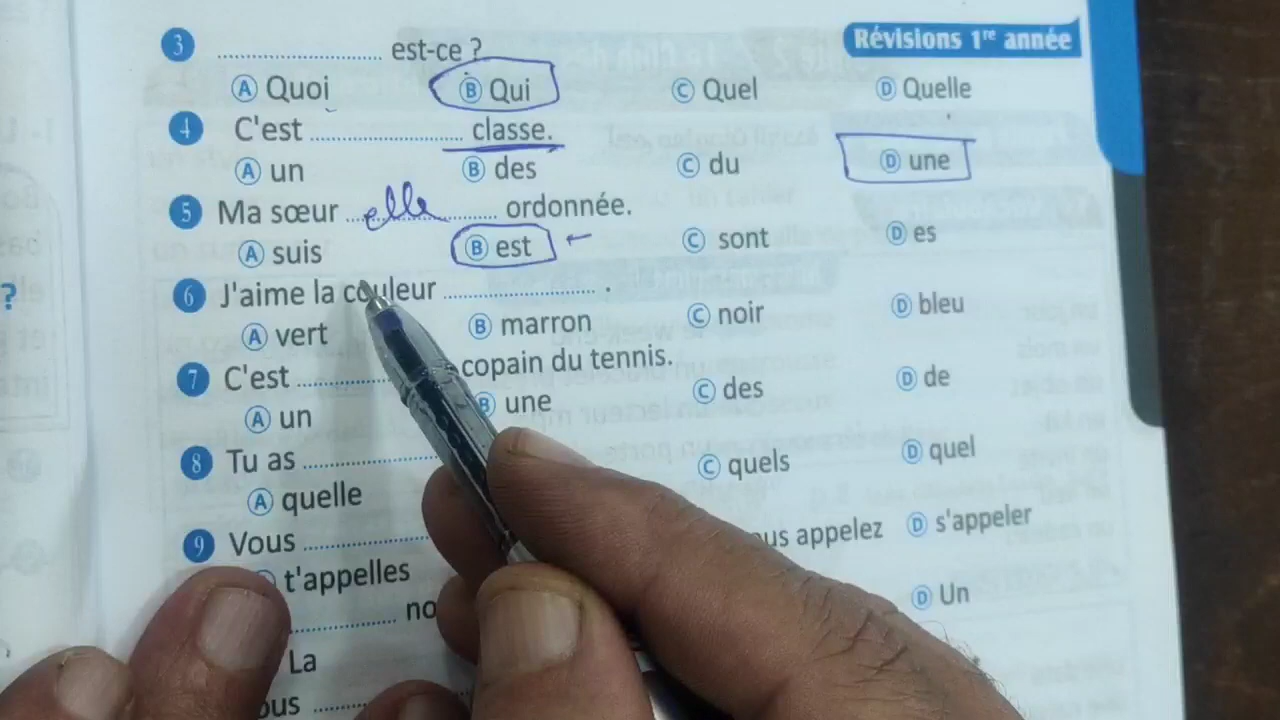 Révisions 1re année
3 .................... est-ce ?
A Quoi B Qui C Quel D Quelle
4 C'est .................... classe.
A un B des C du D une
5 Ma sœur ....elle.... ordonnée.
A suis B est C sont D es
6 J'aime la couleur .................... .
A vert B marron C noir D bleu
7 C'est .............. copain du tennis.
A un B une C des D de
8 Tu as ....................
A quelle C quels D quel
9 Vous ....................
t'appelles appelez D s'appeler
....................
D Un
La
....................
?